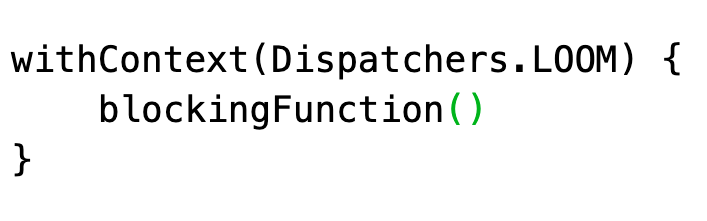 withContext(Dispatchers.LOOM) {
    blockingFunction()
}